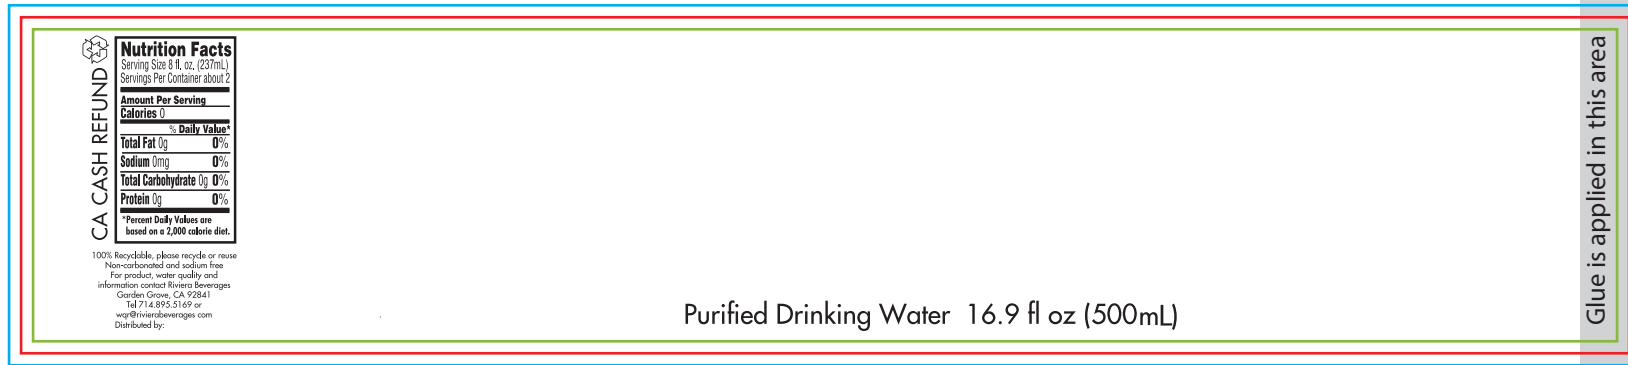 CA CASH REFUND
Nutrition Facts
Serving Size 8 fl. oz. (237mL)
Servings Per Container about 2
Amount Per Serving
Calories 0
% Daily Value*
Total Fat 0g 0%
Sodium 0mg 0%
Total Carbohydrate 0g 0%
Protein 0g 0%
*Percent Daily Values are
based on a 2,000 calorie diet.
100% Recyclable, please recycle or reuse
Non-carbonated and sodium free
For product, water quality and
information contact Riviera Beverages
Garden Grove, CA 92841
Tel 714.895.5169 or
wqr@rivierabeverages com
Distributed by:
Purified Drinking Water 16.9 fl oz (500mL)
Glue is applied in this area